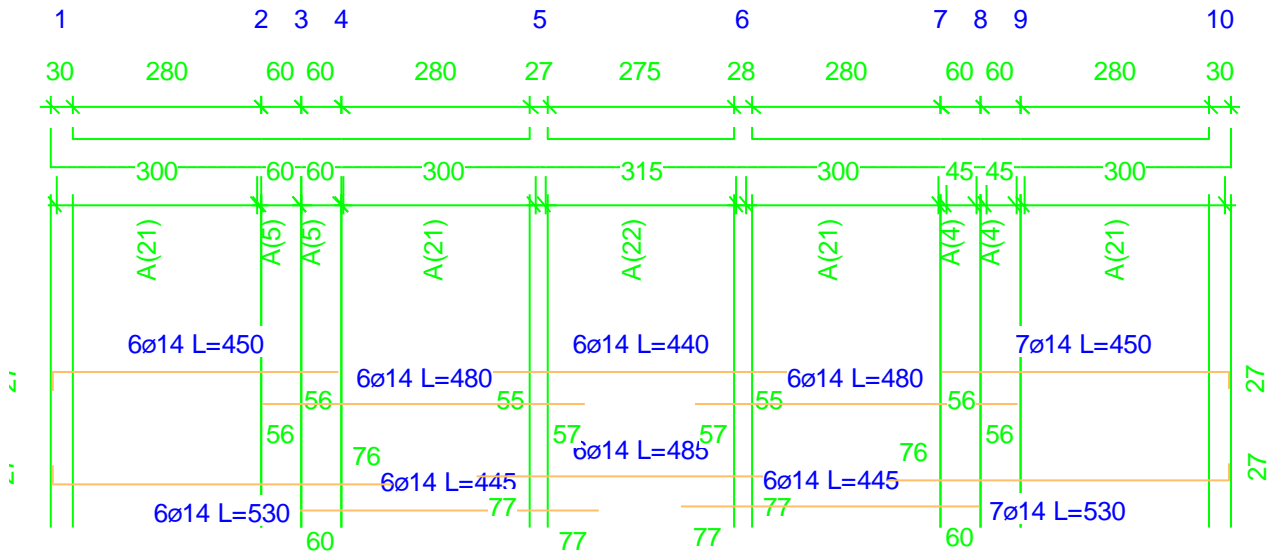 1 2 3 4 5 6 7 8 9 10
30 280 60 60 280 27 275 28 280 60 60 280 30
300 60 60 300 315 300 45 45 300
A(21) A(5) A(5) A(21) A(22) A(21) A(4) A(4) A(21)
6ø14 L=450 6ø14 L=440 7ø14 L=450
27 6ø14 L=480 6ø14 L=480 27
56 55 55 56
56 57 57 56
76 6ø14 L=485 76
27 6ø14 L=445 6ø14 L=445 27
6ø14 L=530 77 77 7ø14 L=530
60 77 77 60